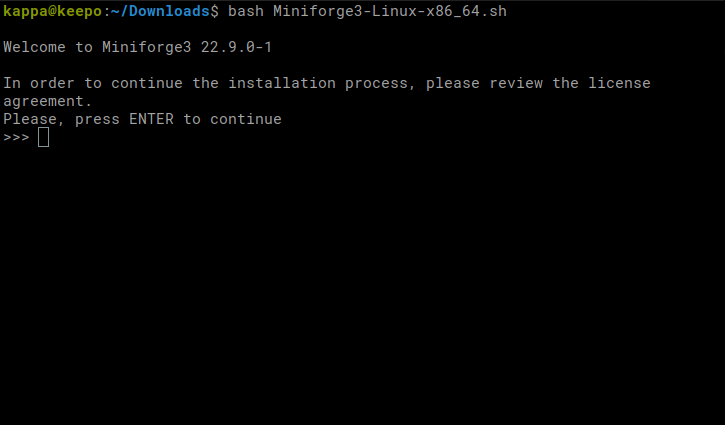 kappa@keepo:~/Downloads$ bash Miniforge3-Linux-x86_64.sh
Welcome to Miniforge3 22.9.0-1
In order to continue the installation process, please review the license
agreement.
Please, press ENTER to continue
>>>